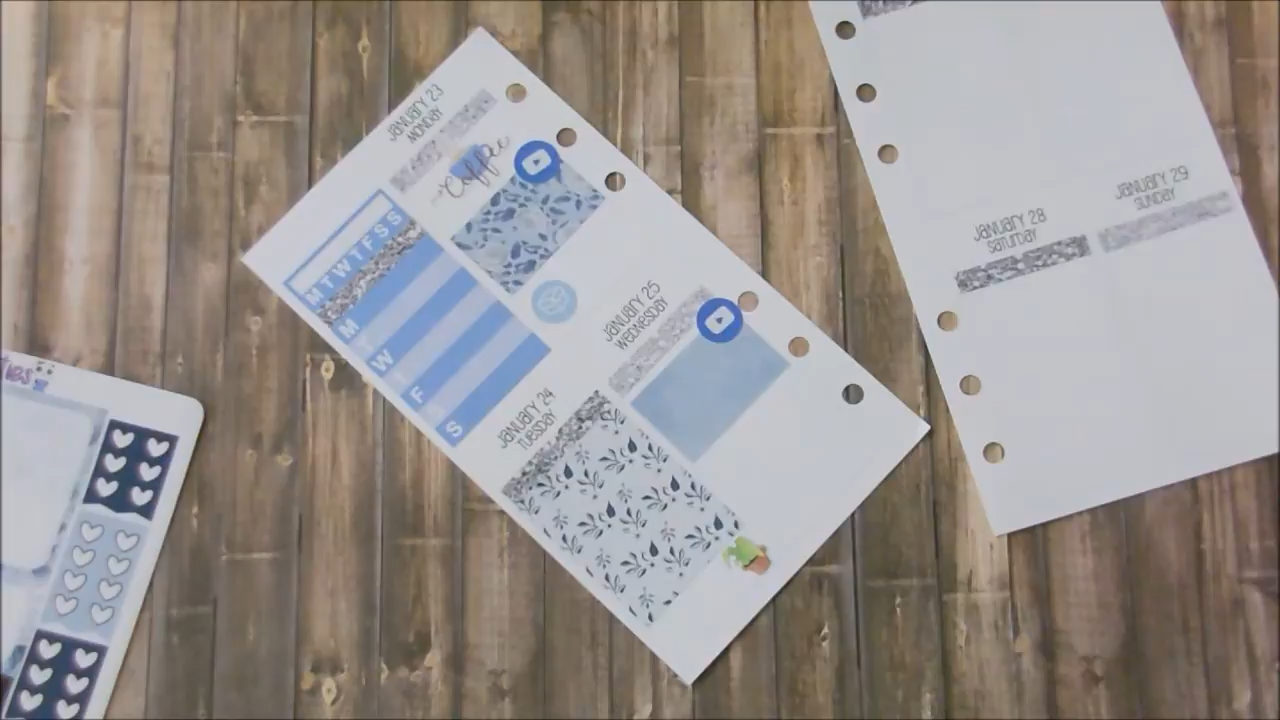 January 23
Monday
Coffee
M T W T F S S
M
T
W
T
F
S
January 24
Tuesday
January 25
Wednesday
January 28
Saturday
January 29
Sunday